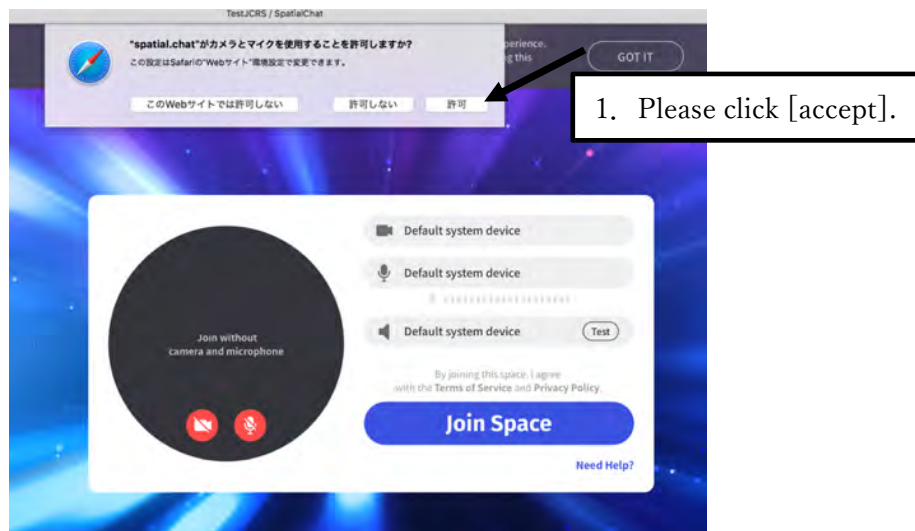 TestJCRS / SpatialChat
"spatial.chat"がカメラとマイクを使用することを許可しますか?
この設定はSafariの"Webサイト"環境設定で変更できます。
perience.
g this
GOT IT
このWebサイトでは許可しない
許可しない
許可
1. Please click [accept].
Default system device
Default system device
Join without
camera and microphone
Default system device
Test
By joining this space, I agree
with the Terms of Service and Privacy Policy.
Join Space
Need Help?